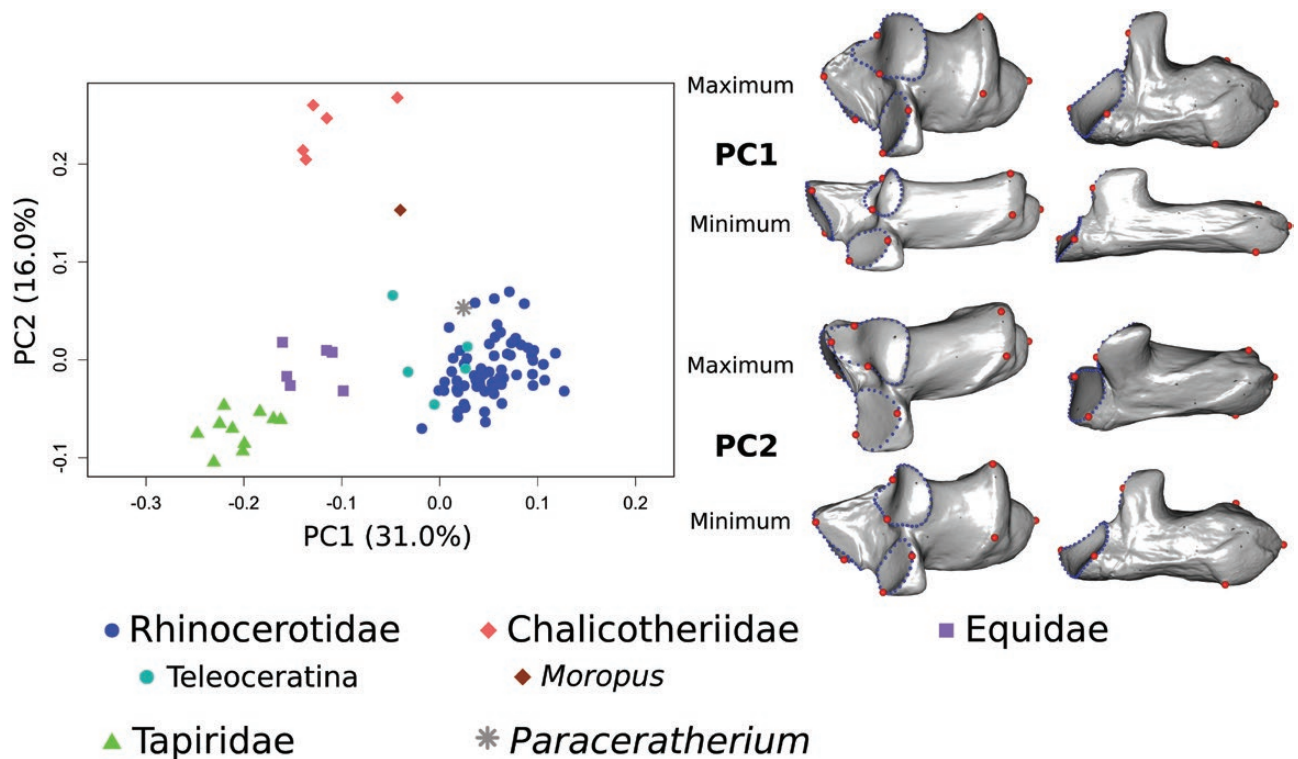 PC2 (16.0%)
0.2
0.1
0.0
-0.1
-0.3
-0.2
-0.1
0.0
0.1
0.2
PC1 (31.0%)
Maximum
PC1
Minimum
Maximum
PC2
Minimum
Rhinocerotidae
Chalicotheriidae
Equidae
Teleoceratina
Moropus
Tapiridae
Paraceratherium